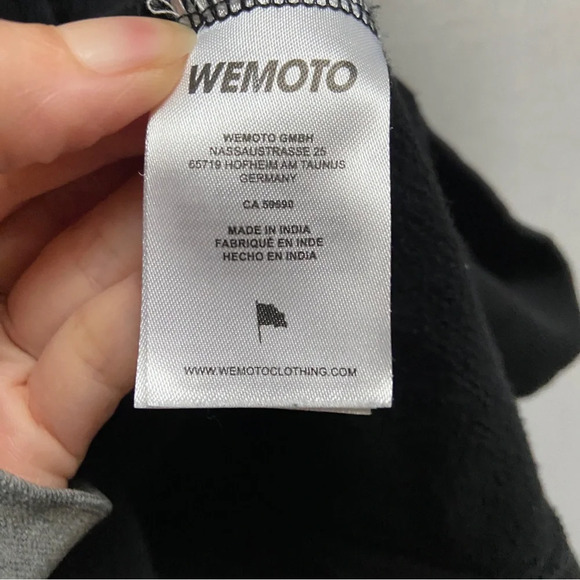 WEMOTO
WEMOTO GMBH
NASSAUSTRASSE 25
65719 HOFHEIM AM TAUNUS
GERMANY
CA 59690
MADE IN INDIA
FABRIQUÉ EN INDE
HECHO EN INDIA
WWW.WEMOTOCLOTHING.COM